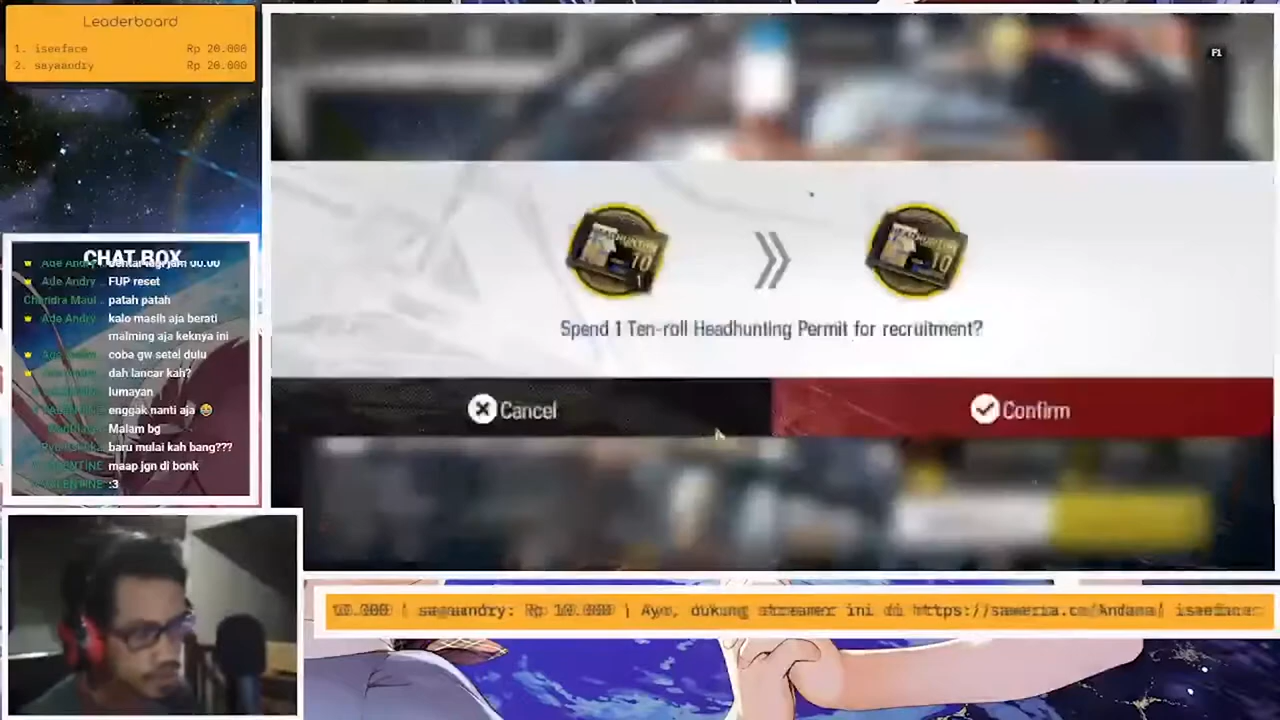 Leaderboard
1. iseeface Rp 20.000
2. sayaandry Rp 20.000
F1
CHAT BOX
Ade Andry
FUP reset
Chandra Maul patah patah
Ade Andry kalo masih aja berati
malming aja keknya ini
coba gw setel dulu
dah lancar kah?
lumayan
enggak nanti aja 😅
Malam bg
baru mulai kah bang???
maap jgn di bonk
:3
HEADHUNTING
10
1
HEADHUNTING
10
Spend 1 Ten-roll Headhunting Permit for recruitment?
Cancel
Confirm
10.000 | sayaandry: Rp 10.000 | Ayo, dukung streamer ini di https://saweria.co/Andama| iseeface: